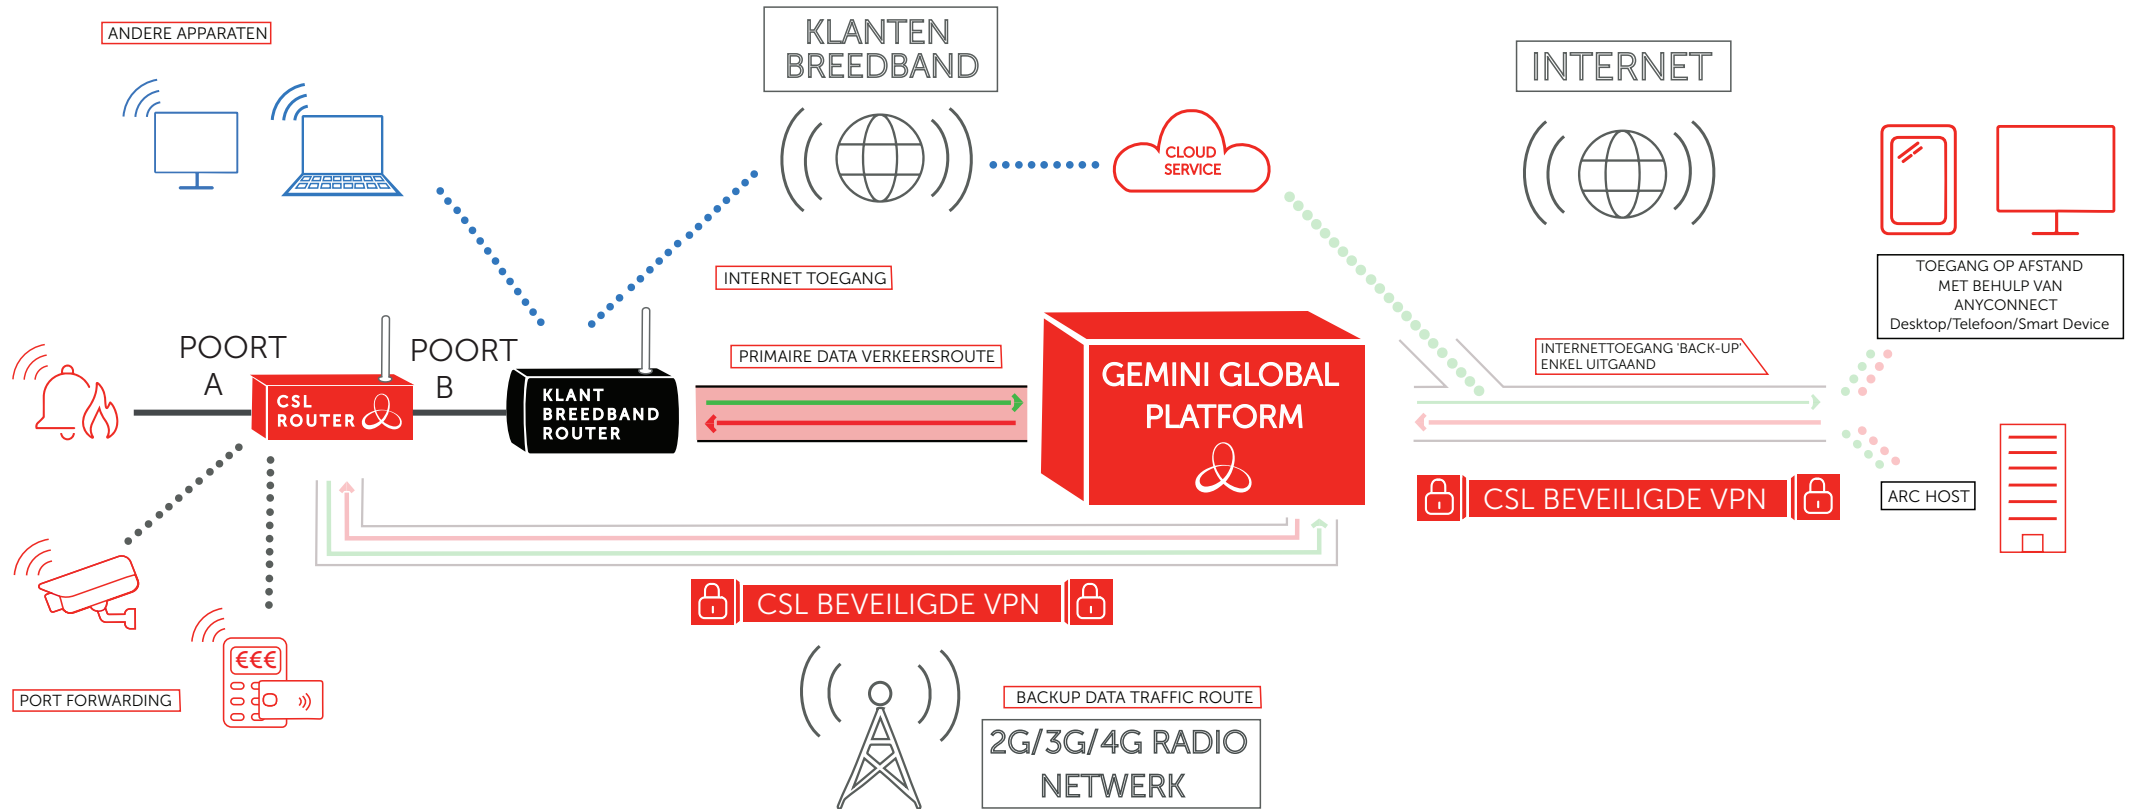 ANDERE APPARATEN
KLANTEN
BREEDBAND
INTERNET
CLOUD
SERVICE
INTERNET TOEGANG
TOEGANG OP AFSTAND
MET BEHULP VAN
ANYCONNECT
Desktop/Telefoon/Smart Device
POORT
A
POORT
B
PRIMAIRE DATA VERKEERSROUTE
INTERNETTOEGANG 'BACK-UP'
ENKEL UITGAAND
CSL
ROUTER
KLANT
BREEDBAND
ROUTER
GEMINI GLOBAL
PLATFORM
CSL BEVEILIGDE VPN
ARC HOST
CSL BEVEILIGDE VPN
€€€
PORT FORWARDING
BACKUP DATA TRAFFIC ROUTE
2G/3G/4G RADIO
NETWERK